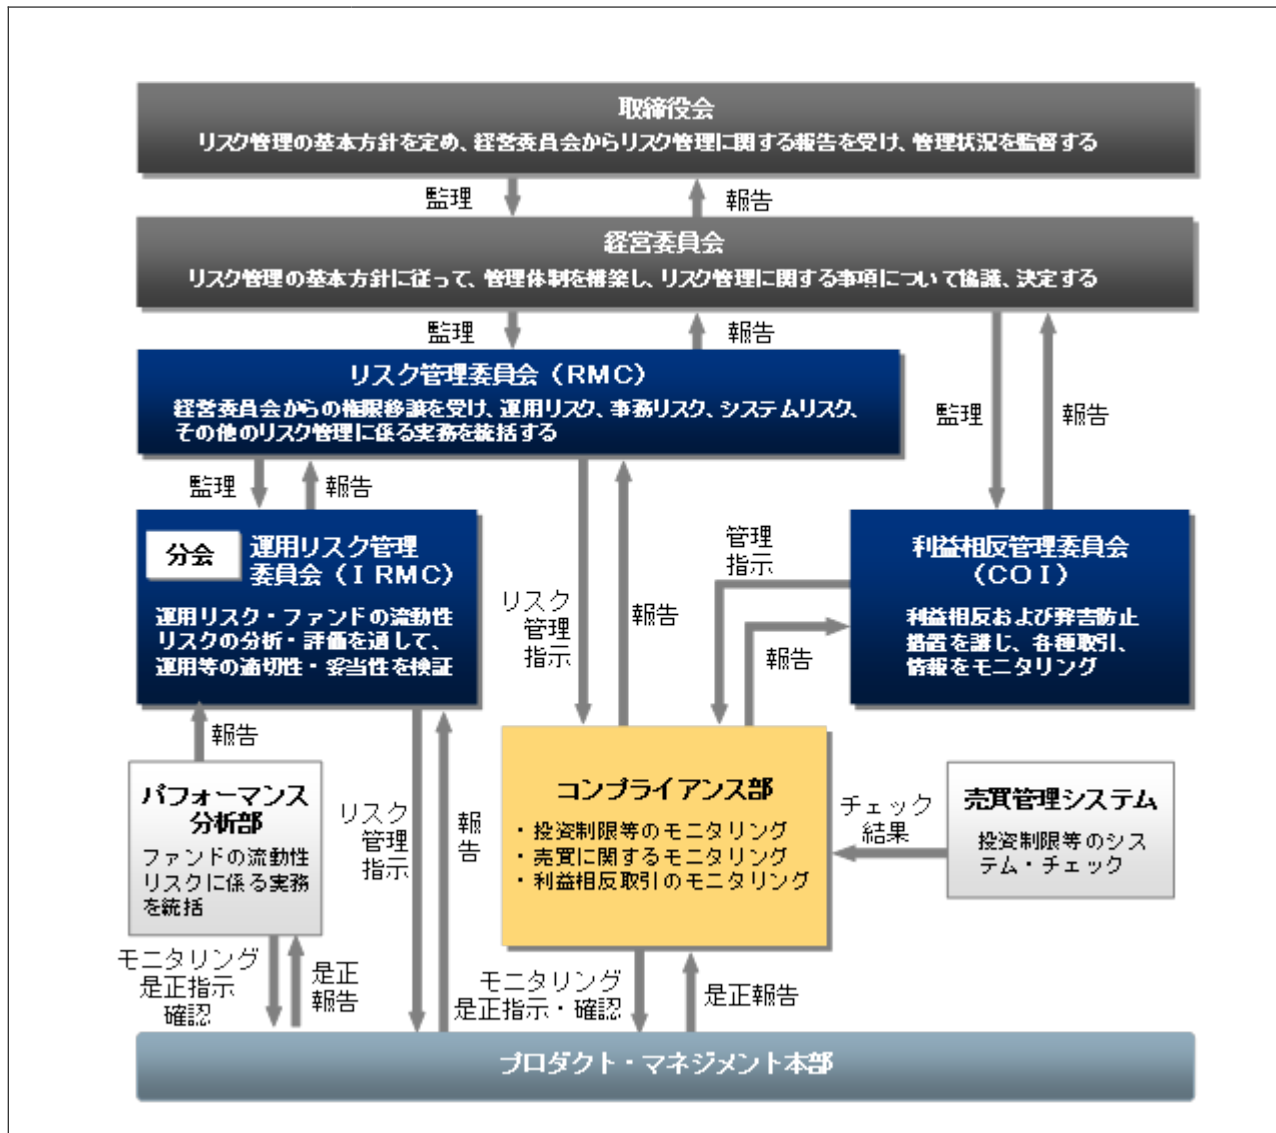 取締役会
リスク管理の基本方針を定め、経営委員会からリスク管理に関する報告を受け、管理状況を監督する
監理
報告
経営委員会
リスク管理の基本方針に従って、管理体制を構築し、リスク管理に関する事項について協議、決定する
監理
報告
リスク管理委員会（RMC）
経営委員会からの権限移譲を受け、運用リスク、事務リスク、システムリスク、
その他のリスク管理に係る実務を統括する
監理
報告
監理
報告
分会
運用リスク管理
委員会（IRMC）
運用リスク・ファンドの流動性
リスクの分析・評価を通して、
運用等の適切性・妥当性を検証
リスク
管理
指示
報告
管理
指示
報告
利益相反管理委員会
（COI）
利益相反および弊害防止
措置を講じ、各種取引、
情報をモニタリング
報告
パフォーマンス
分析部
ファンドの流動性
リスクに係る実務
を統括
リスク
管理
指示
報
告
コンプライアンス部
・投資制限等のモニタリング
・売買に関するモニタリング
・利益相反取引のモニタリング
チェック
結果
売買管理システム
投資制限等のシス
テム・チェック
モニタリング
是正指示
確認
是正
報告
モニタリング
是正指示・確認
是正報告
プロダクト・マネジメント本部